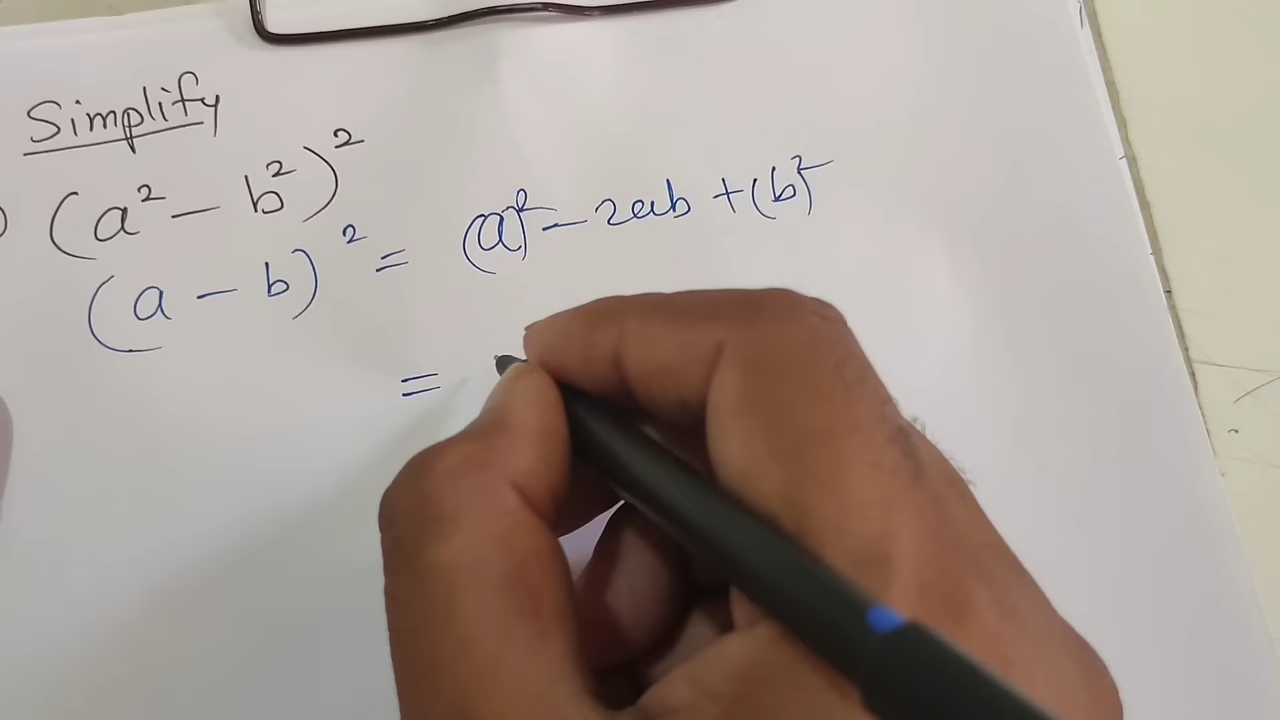 Simplify
) (a² - b²)²
(a - b)² = (a)² - 2ab + (b)²
=